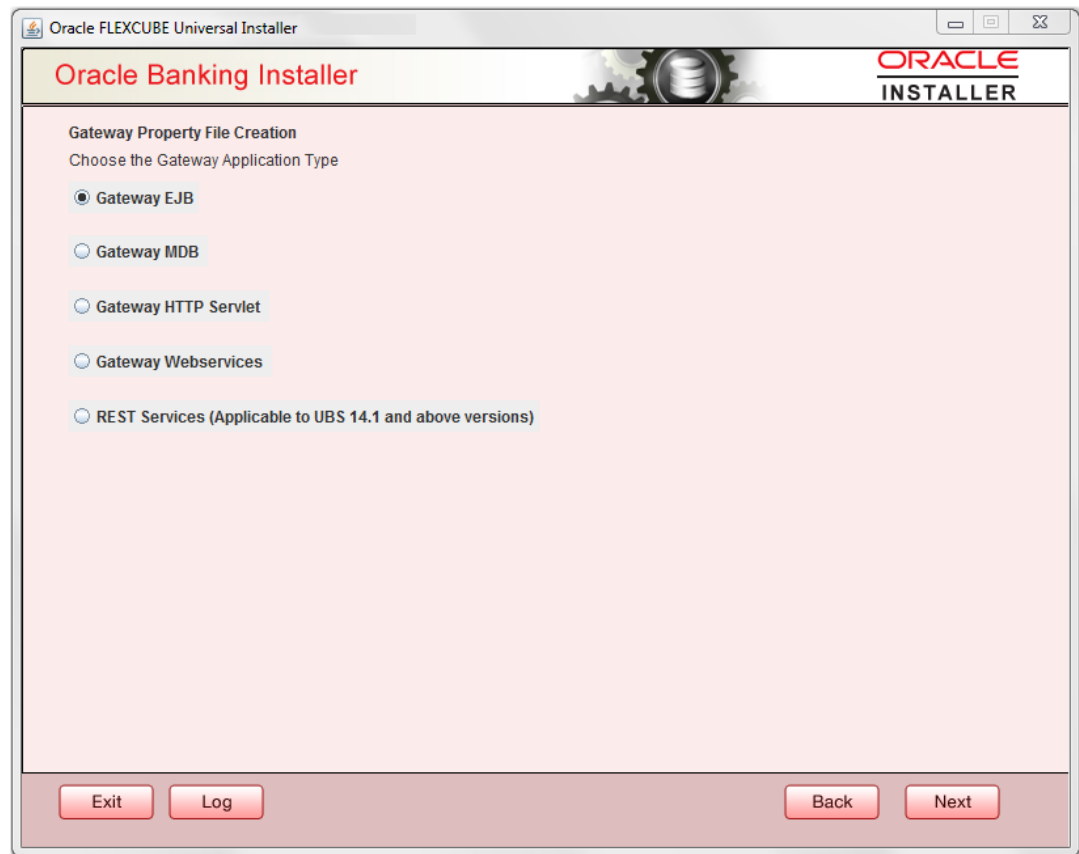 Oracle FLEXCUBE Universal Installer
Oracle Banking Installer
ORACLE
INSTALLER
Gateway Property File Creation
Choose the Gateway Application Type
Gateway EJB
Gateway MDB
Gateway HTTP Servlet
Gateway Webservices
REST Services (Applicable to UBS 14.1 and above versions)
Exit
Log
Back
Next